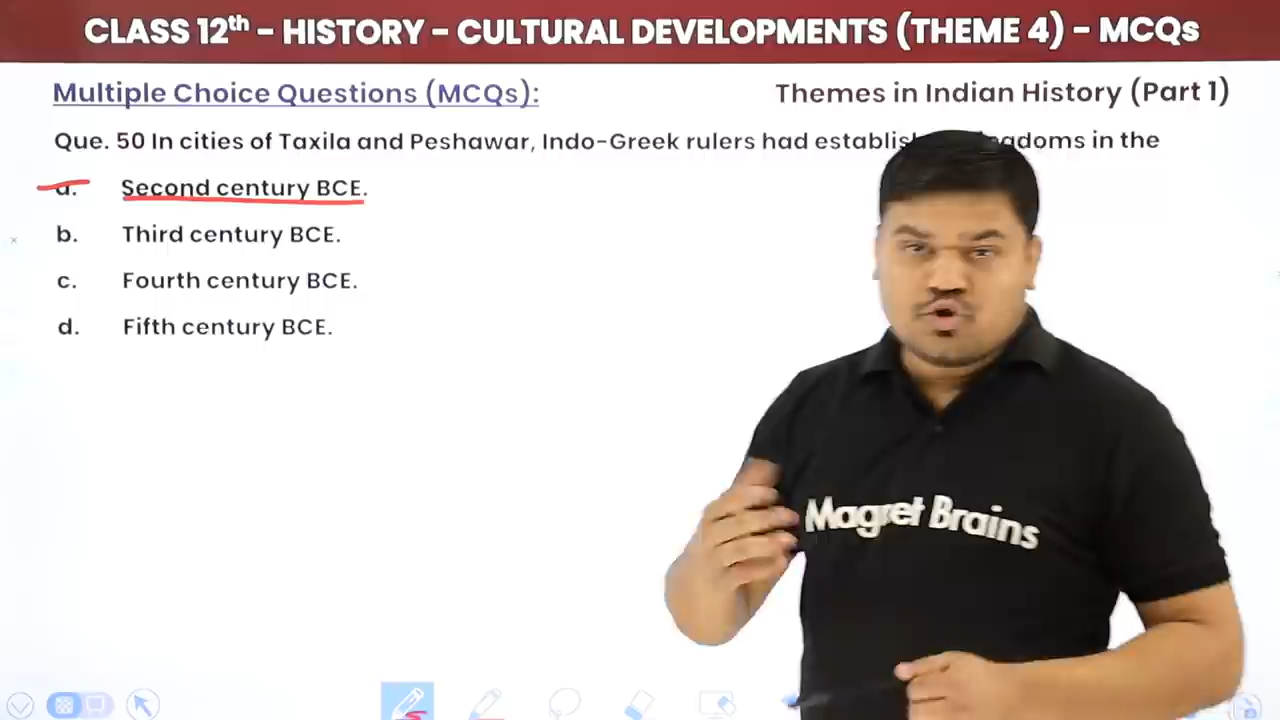 CLASS 12th – HISTORY – CULTURAL DEVELOPMENTS (THEME 4) – MCQs
Multiple Choice Questions (MCQs): Themes in Indian History (Part 1)
Que. 50 In cities of Taxila and Peshawar, Indo-Greek rulers had in the
a. Second century BCE.
b. Third century BCE.
c. Fourth century BCE.
d. Fifth century BCE.
Magnet Brains